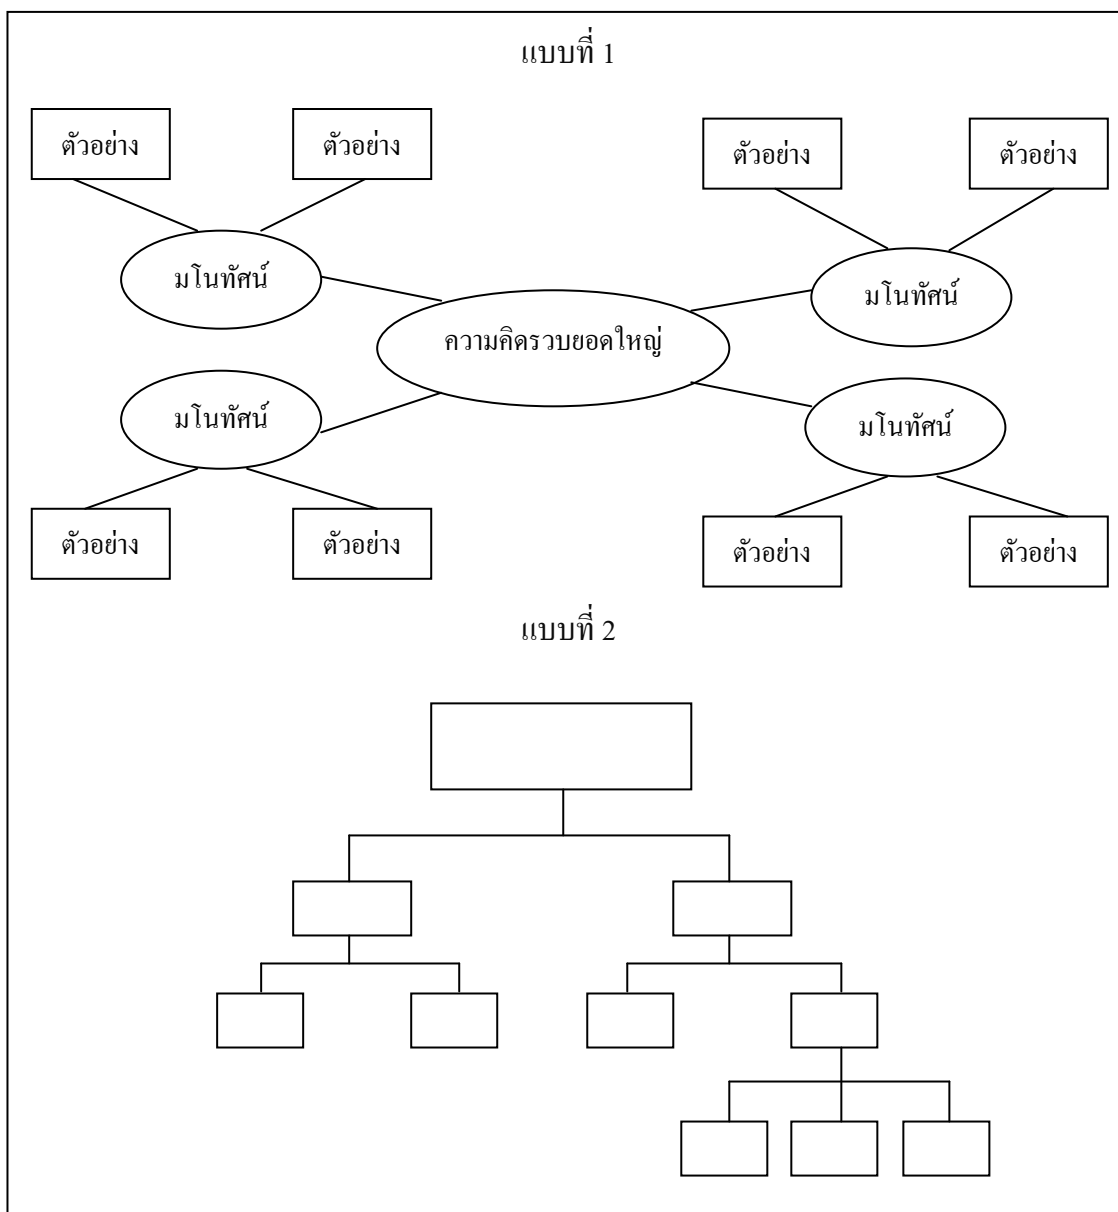 แบบที่ 1
ตัวอย่าง ตัวอย่าง ตัวอย่าง ตัวอย่าง
มโนทัศน์ มโนทัศน์
ความคิดรวบยอดใหญ่
มโนทัศน์ มโนทัศน์
ตัวอย่าง ตัวอย่าง ตัวอย่าง ตัวอย่าง
แบบที่ 2